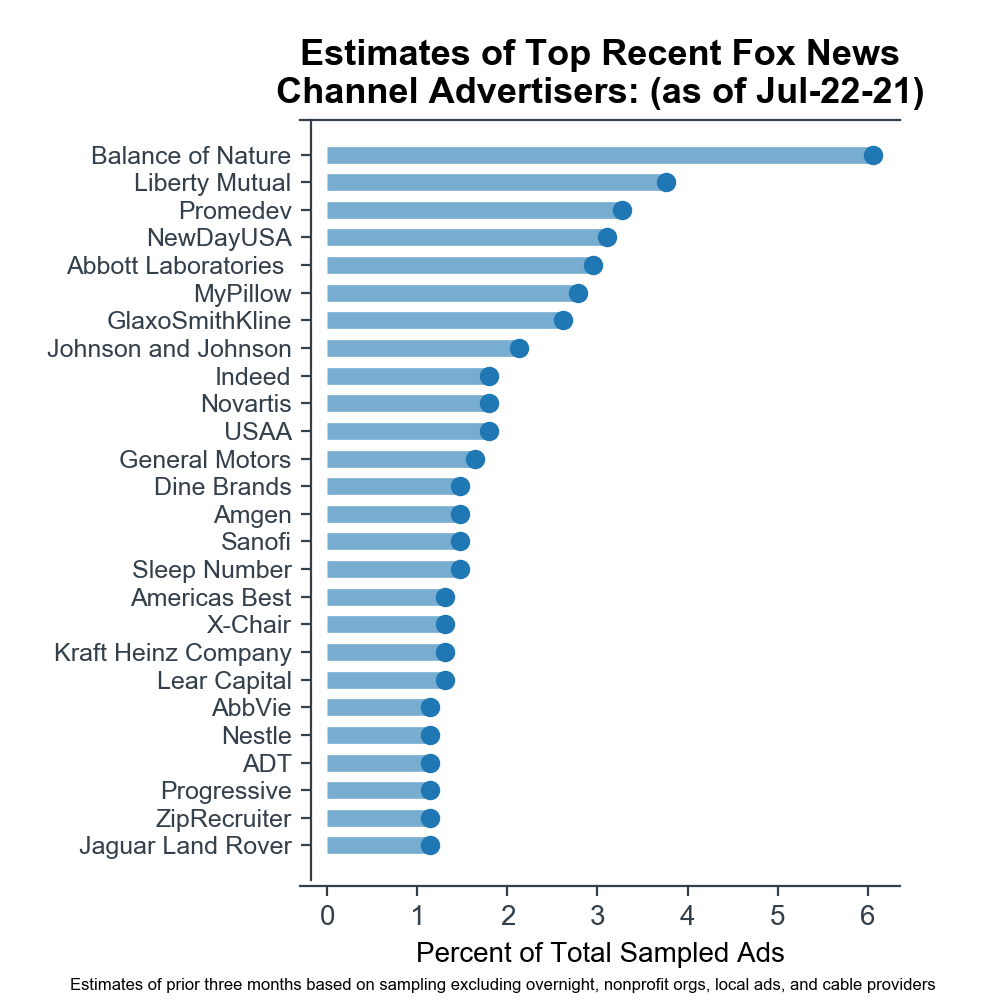 Estimates of Top Recent Fox News
Channel Advertisers: (as of Jul-22-21)
Balance of Nature
Liberty Mutual
Promedev
NewDayUSA
Abbott Laboratories
MyPillow
GlaxoSmithKline
Johnson and Johnson
Indeed
Novartis
USAA
General Motors
Dine Brands
Amgen
Sanofi
Sleep Number
Americas Best
X-Chair
Kraft Heinz Company
Lear Capital
AbbVie
Nestle
ADT
Progressive
ZipRecruiter
Jaguar Land Rover
0 1 2 3 4 5 6
Percent of Total Sampled Ads
Estimates of prior three months based on sampling excluding overnight, nonprofit orgs, local ads, and cable providers